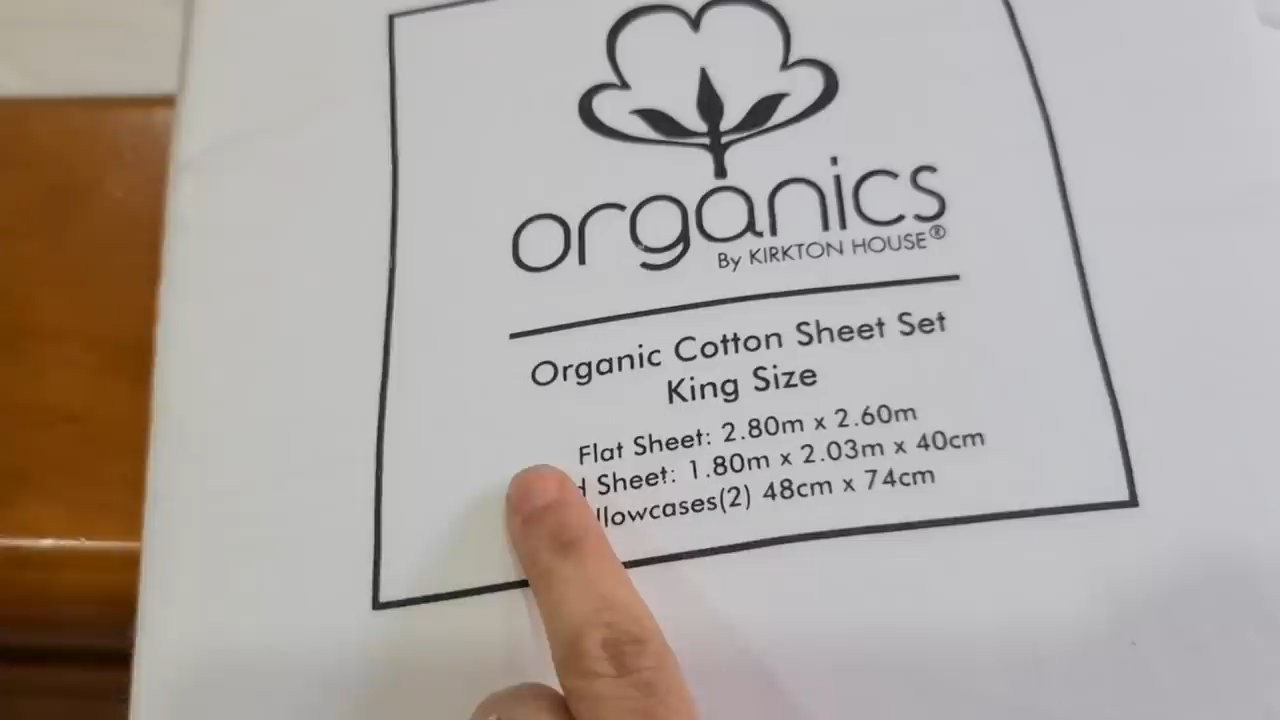 organics
By KIRKTON HOUSE®
Organic Cotton Sheet Set
King Size
Flat Sheet: 2.80m x 2.60m
Sheet: 1.80m x 2.03m x 40cm
(2) 48cm x 74cm